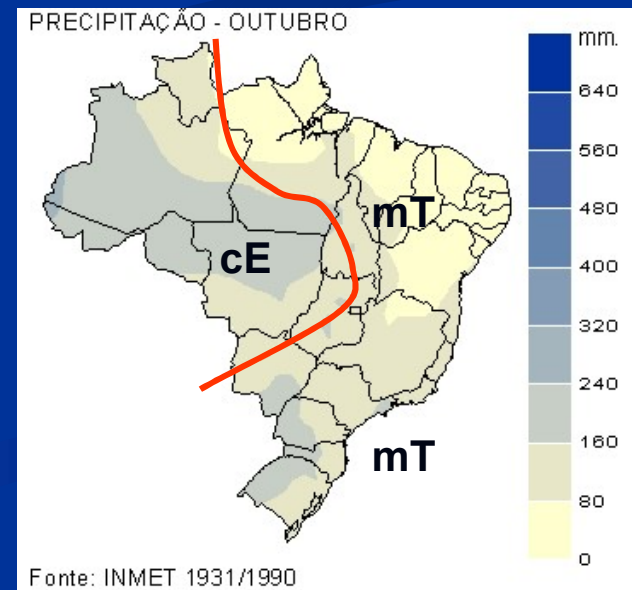 PRECIPITAÇÃO - OUTUBRO
mm.
640
560
480
400
320
240
160
80
0
mT
cE
mT
Fonte: INMET 1931/1990